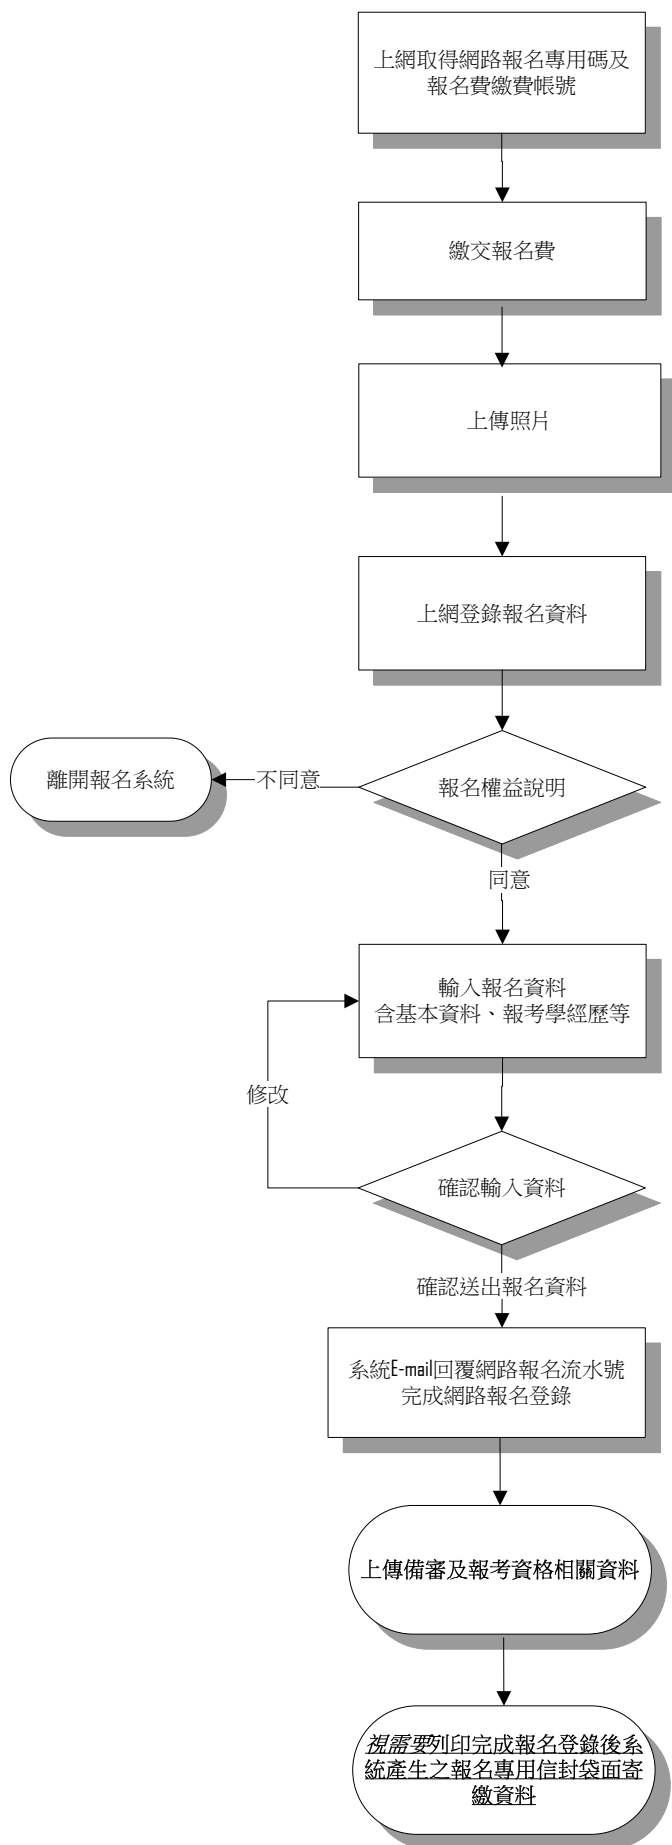 上網取得網路報名專用碼及
報名費繳費帳號
繳交報名費
上傳照片
上網登錄報名資料
離開報名系統
不同意
報名權益說明
同意
輸入報名資料
含基本資料、報考學經歷等
修改
確認輸入資料
確認送出報名資料
系統E-mail回覆網路報名流水號
完成網路報名登錄
上傳備審及報考資格相關資料
視需要列印完成報名登錄後系
統產生之報名專用信封袋面寄
繳資料